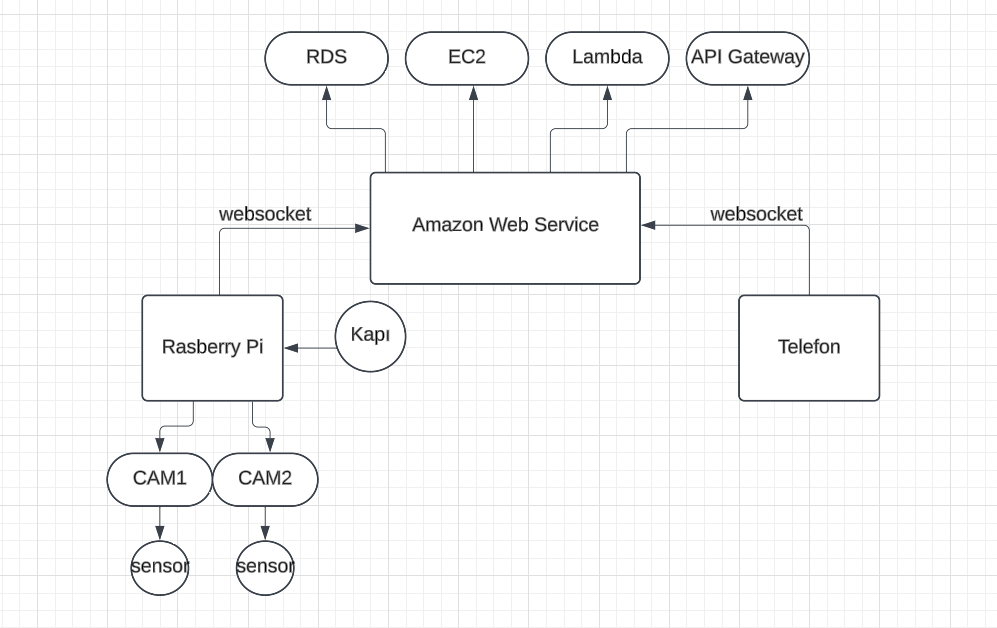 RDS
EC2
Lambda
API Gateway
websocket
Amazon Web Service
websocket
Rasberry Pi
Kapı
Telefon
CAM1
CAM2
sensor
sensor